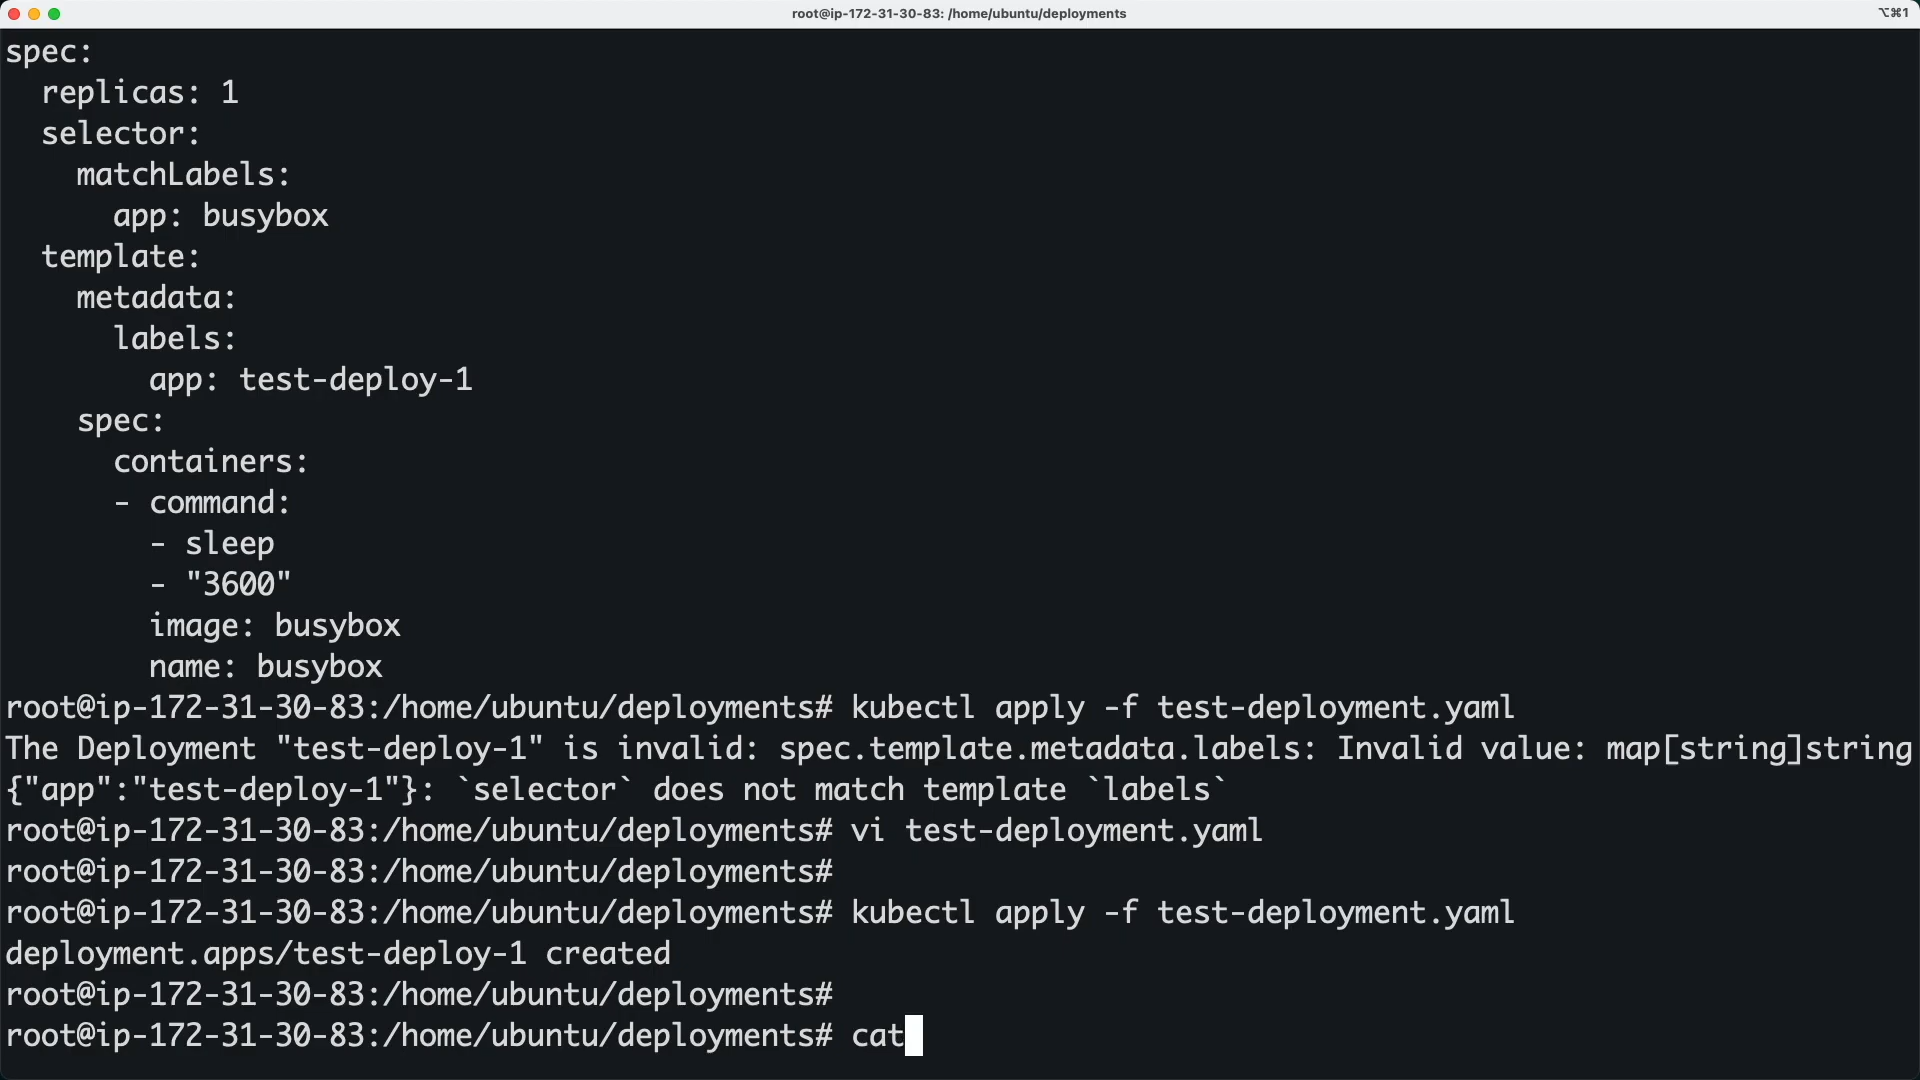 root@ip-172-31-30-83: /home/ubuntu/deployments
⌥⌘1
spec:
  replicas: 1
  selector:
    matchLabels:
      app: busybox
  template:
    metadata:
      labels:
        app: test-deploy-1
    spec:
      containers:
      - command:
        - sleep
        - "3600"
        image: busybox
        name: busybox
root@ip-172-31-30-83:/home/ubuntu/deployments# kubectl apply -f test-deployment.yaml
The Deployment "test-deploy-1" is invalid: spec.template.metadata.labels: Invalid value: map[string]string
{"app":"test-deploy-1"}: `selector` does not match template `labels`
root@ip-172-31-30-83:/home/ubuntu/deployments# vi test-deployment.yaml
root@ip-172-31-30-83:/home/ubuntu/deployments#
root@ip-172-31-30-83:/home/ubuntu/deployments# kubectl apply -f test-deployment.yaml
deployment.apps/test-deploy-1 created
root@ip-172-31-30-83:/home/ubuntu/deployments#
root@ip-172-31-30-83:/home/ubuntu/deployments# cat